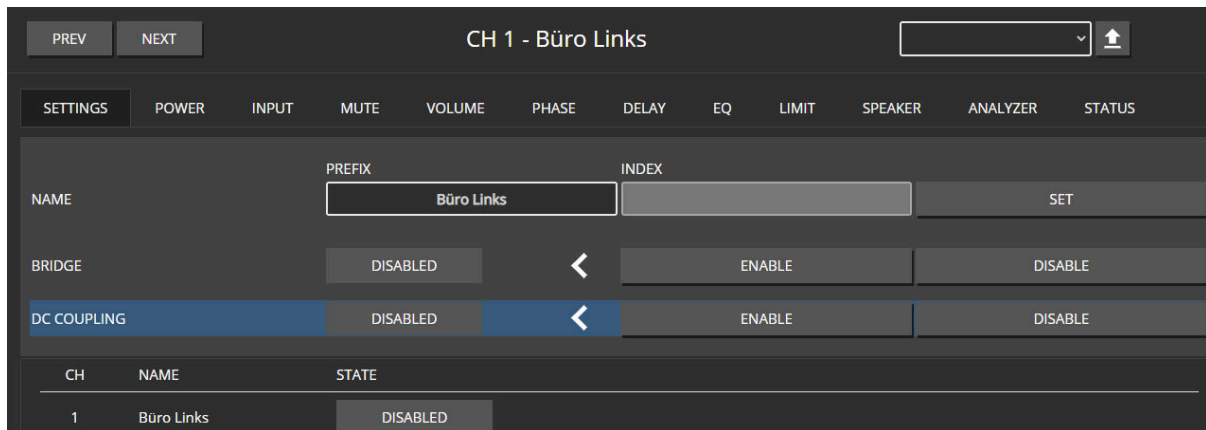 PREV NEXT CH 1 - Büro Links
SETTINGS POWER INPUT MUTE VOLUME PHASE DELAY EQ LIMIT SPEAKER ANALYZER STATUS
PREFIX INDEX
NAME Büro Links SET
BRIDGE DISABLED ENABLE DISABLE
DC COUPLING DISABLED ENABLE DISABLE
CH NAME STATE
1 Büro Links DISABLED